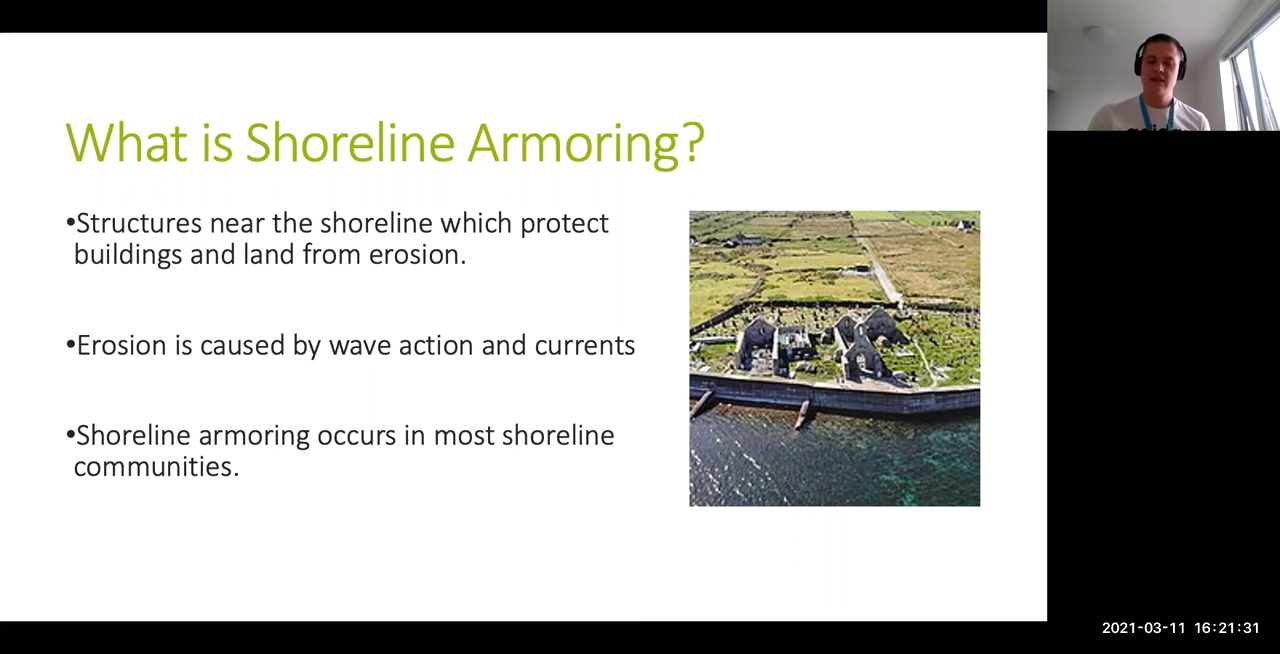 What is Shoreline Armoring?
•Structures near the shoreline which protect
buildings and land from erosion.
•Erosion is caused by wave action and currents
•Shoreline armoring occurs in most shoreline
communities.
2021-03-11 16:21:31